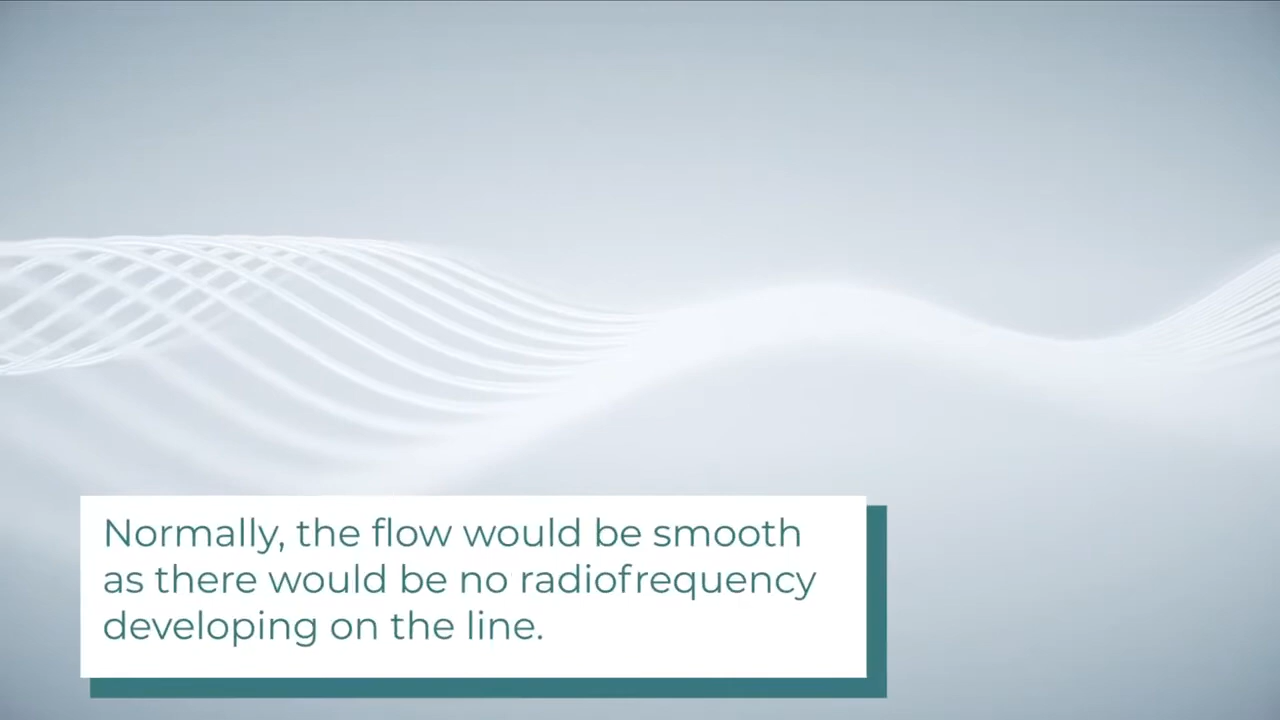 Normally, the flow would be smooth
as there would be no radiofrequency
developing on the line.